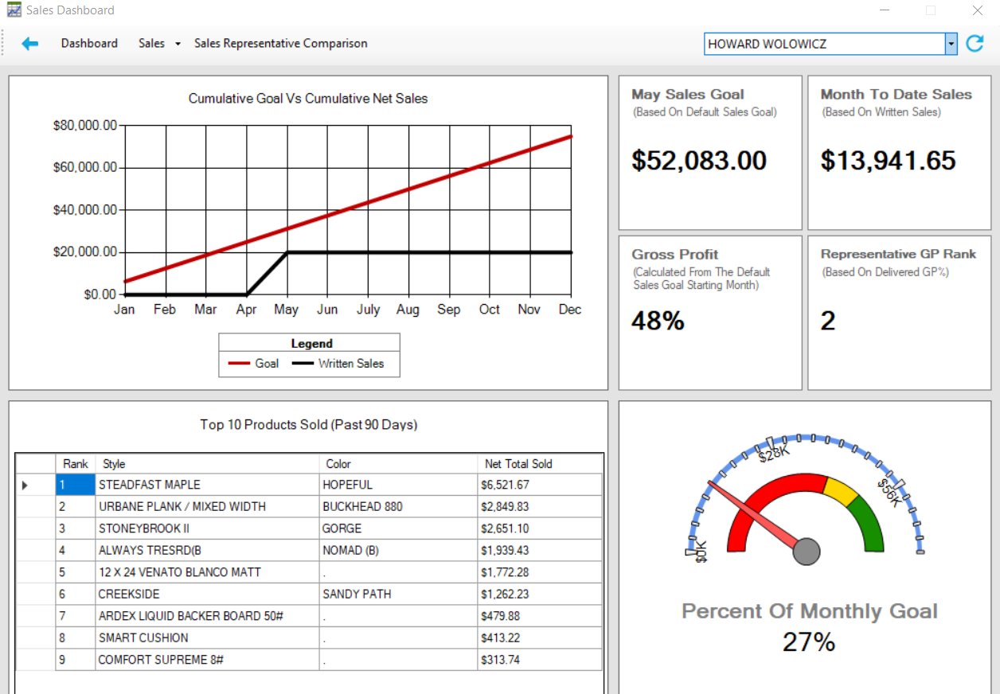 Sales Dashboard
Dashboard Sales Sales Representative Comparison HOWARD WOLOWICZ
Cumulative Goal Vs Cumulative Net Sales
$80,000.00
$60,000.00
$40,000.00
$20,000.00
$0.00
Jan Feb Mar Apr May Jun July Aug Sep Oct Nov Dec
Legend
Goal Written Sales
May Sales Goal
(Based On Default Sales Goal)
$52,083.00
Month To Date Sales
(Based On Written Sales)
$13,941.65
Gross Profit
(Calculated From The Default
Sales Goal Starting Month)
48%
Representative GP Rank
(Based On Delivered GP%)
2
Top 10 Products Sold (Past 90 Days)
Rank Style Color Net Total Sold
1 STEADFAST MAPLE HOPEFUL $6,521.67
2 URBANE PLANK / MIXED WIDTH BUCKHEAD 880 $2,849.83
3 STONEYBROOK II GORGE $2,651.10
4 ALWAYS TRESRD(B NOMAD (B) $1,939.43
5 12 X 24 VENATO BLANCO MATT . $1,772.28
6 CREEKSIDE SANDY PATH $1,262.23
7 ARDEX LIQUID BACKER BOARD 50# . $479.88
8 SMART CUSHION . $413.22
9 COMFORT SUPREME 8# . $313.74
$0K
$28K
$56K
Percent Of Monthly Goal
27%